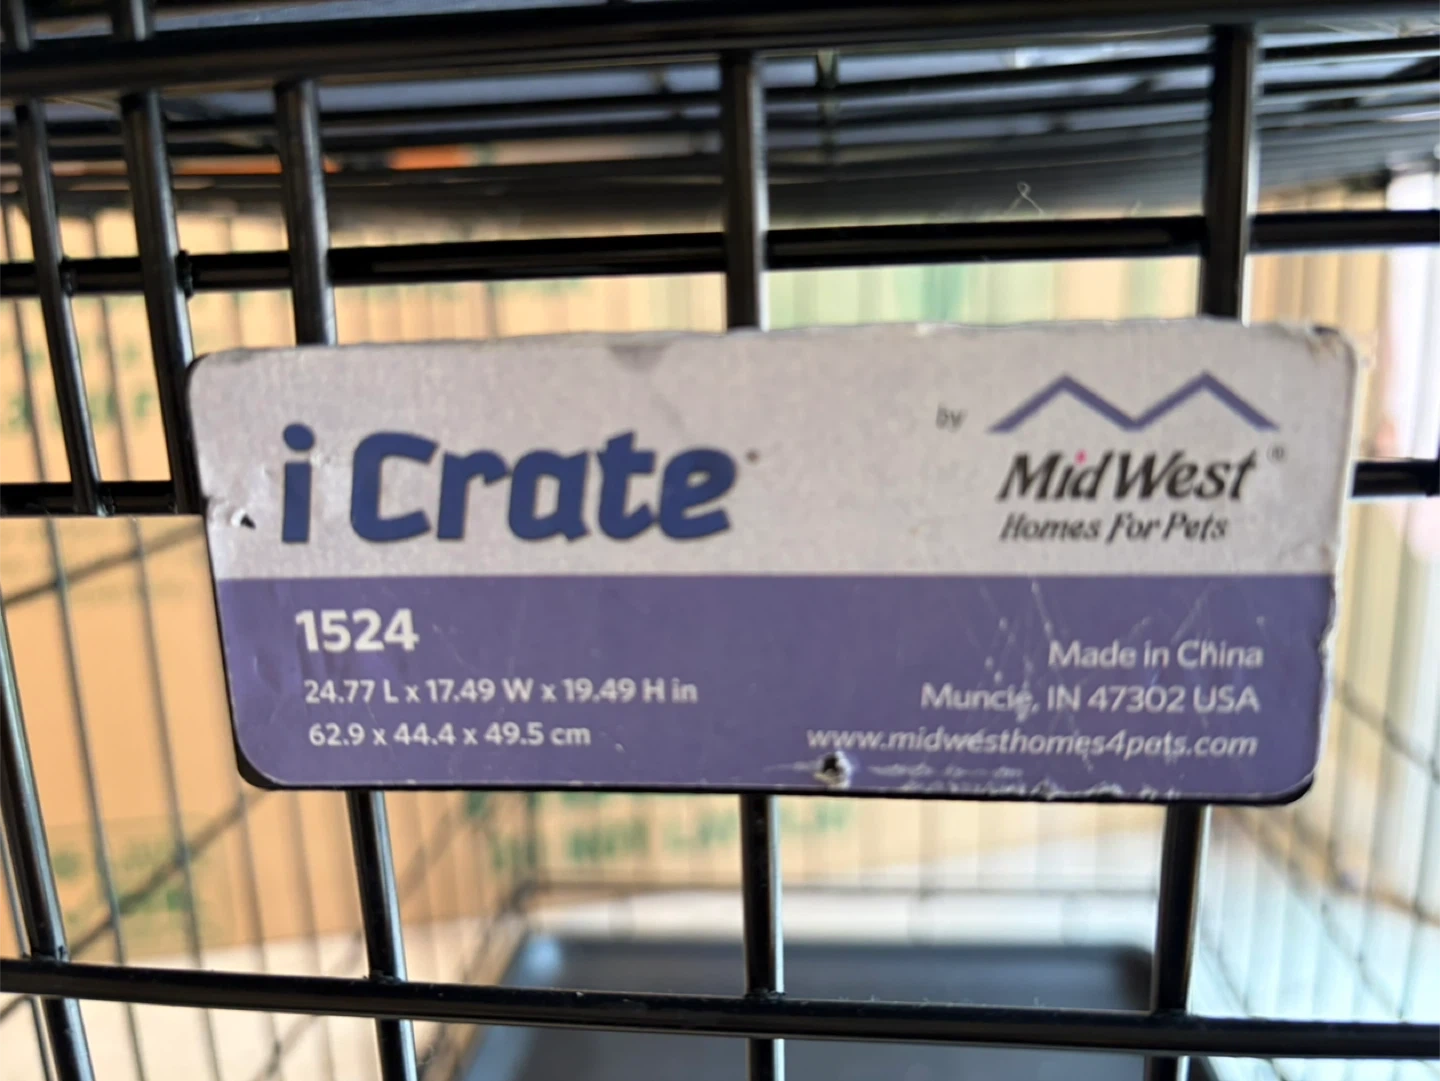 i Crate
by
MidWest®
Homes For Pets
1524
24.77 L x 17.49 W x 19.49 H in
62.9 x 44.4 x 49.5 cm
Made in China
Muncie, IN 47302 USA
www.midwesthomes4pets.com